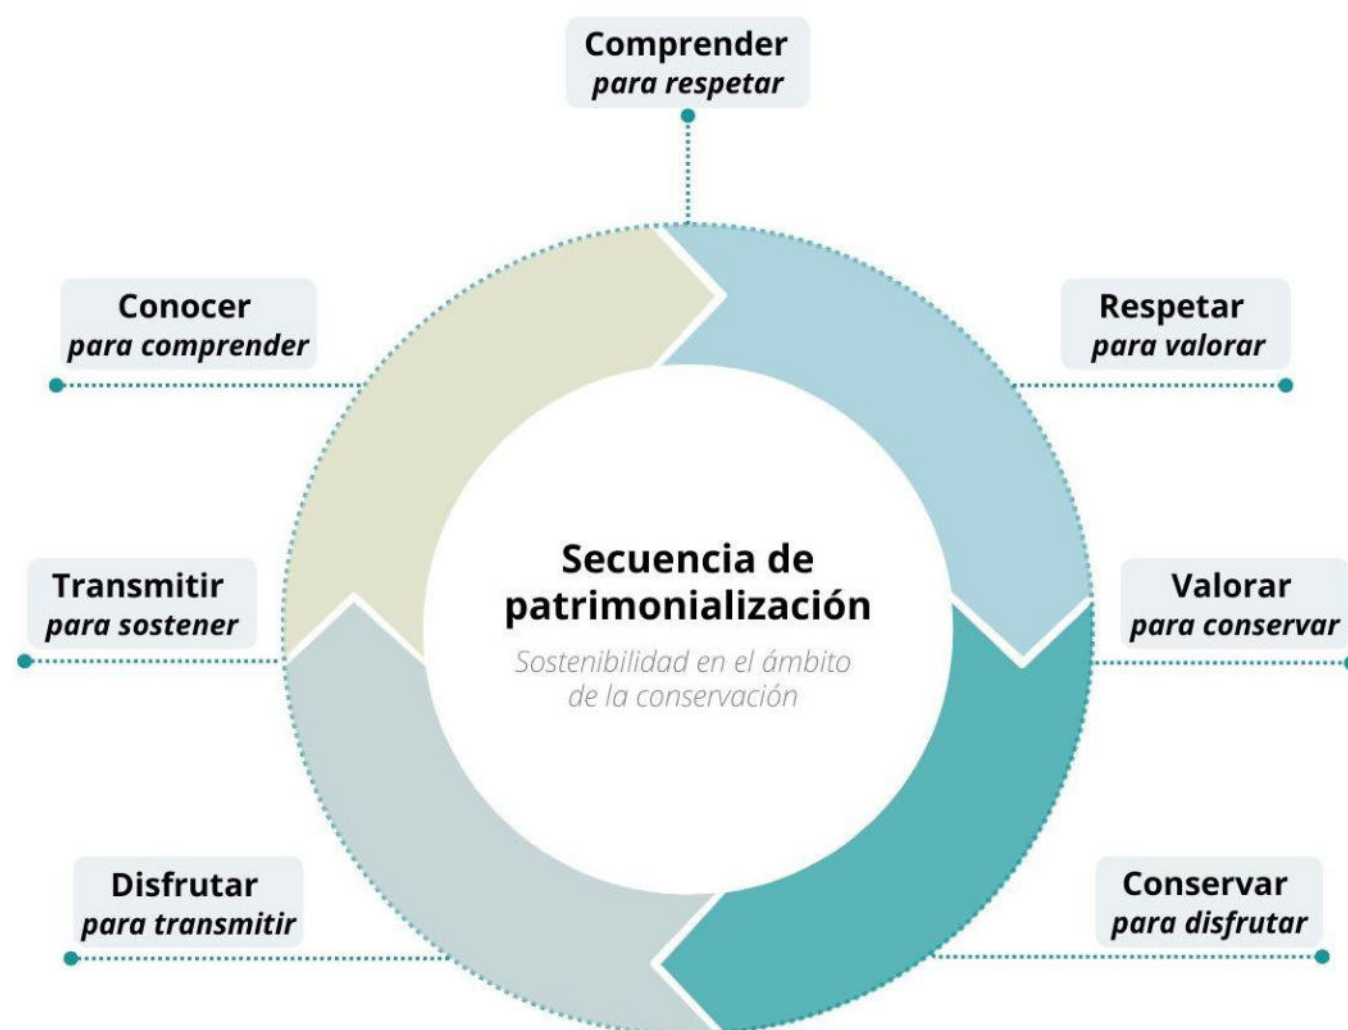 Comprender
para respetar
Conocer
para comprender
Respetar
para valorar
Secuencia de
patrimonialización
Sostenibilidad en el ámbito
de la conservación
Transmitir
para sostener
Valorar
para conservar
Disfrutar
para transmitir
Conservar
para disfrutar